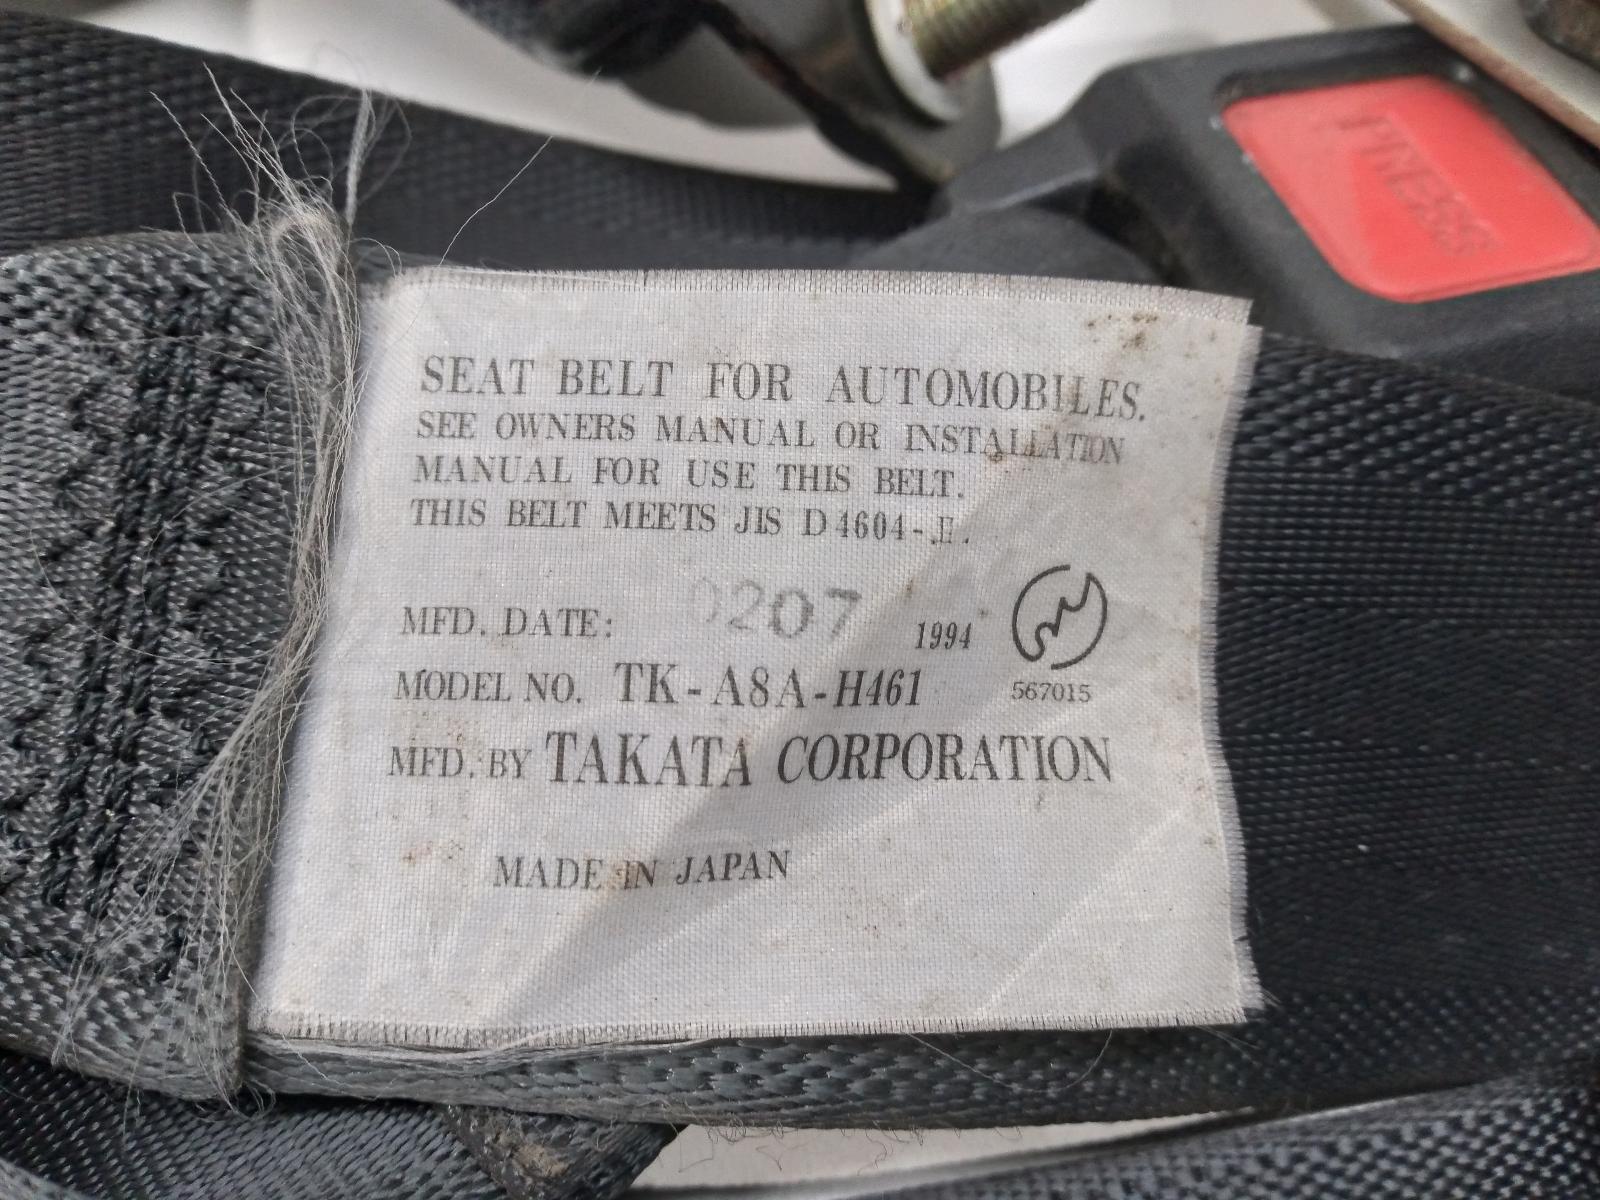 PRESS
SEAT BELT FOR AUTOMOBILES.
SEE OWNERS MANUAL OR INSTALLATION
MANUAL FOR USE THIS BELT.
THIS BELT MEETS JIS D 4604-Ⅱ.
MFD. DATE: 0207 1994
MODEL NO. TK-A8A-H461
567015
MFD. BY TAKATA CORPORATION
MADE IN JAPAN